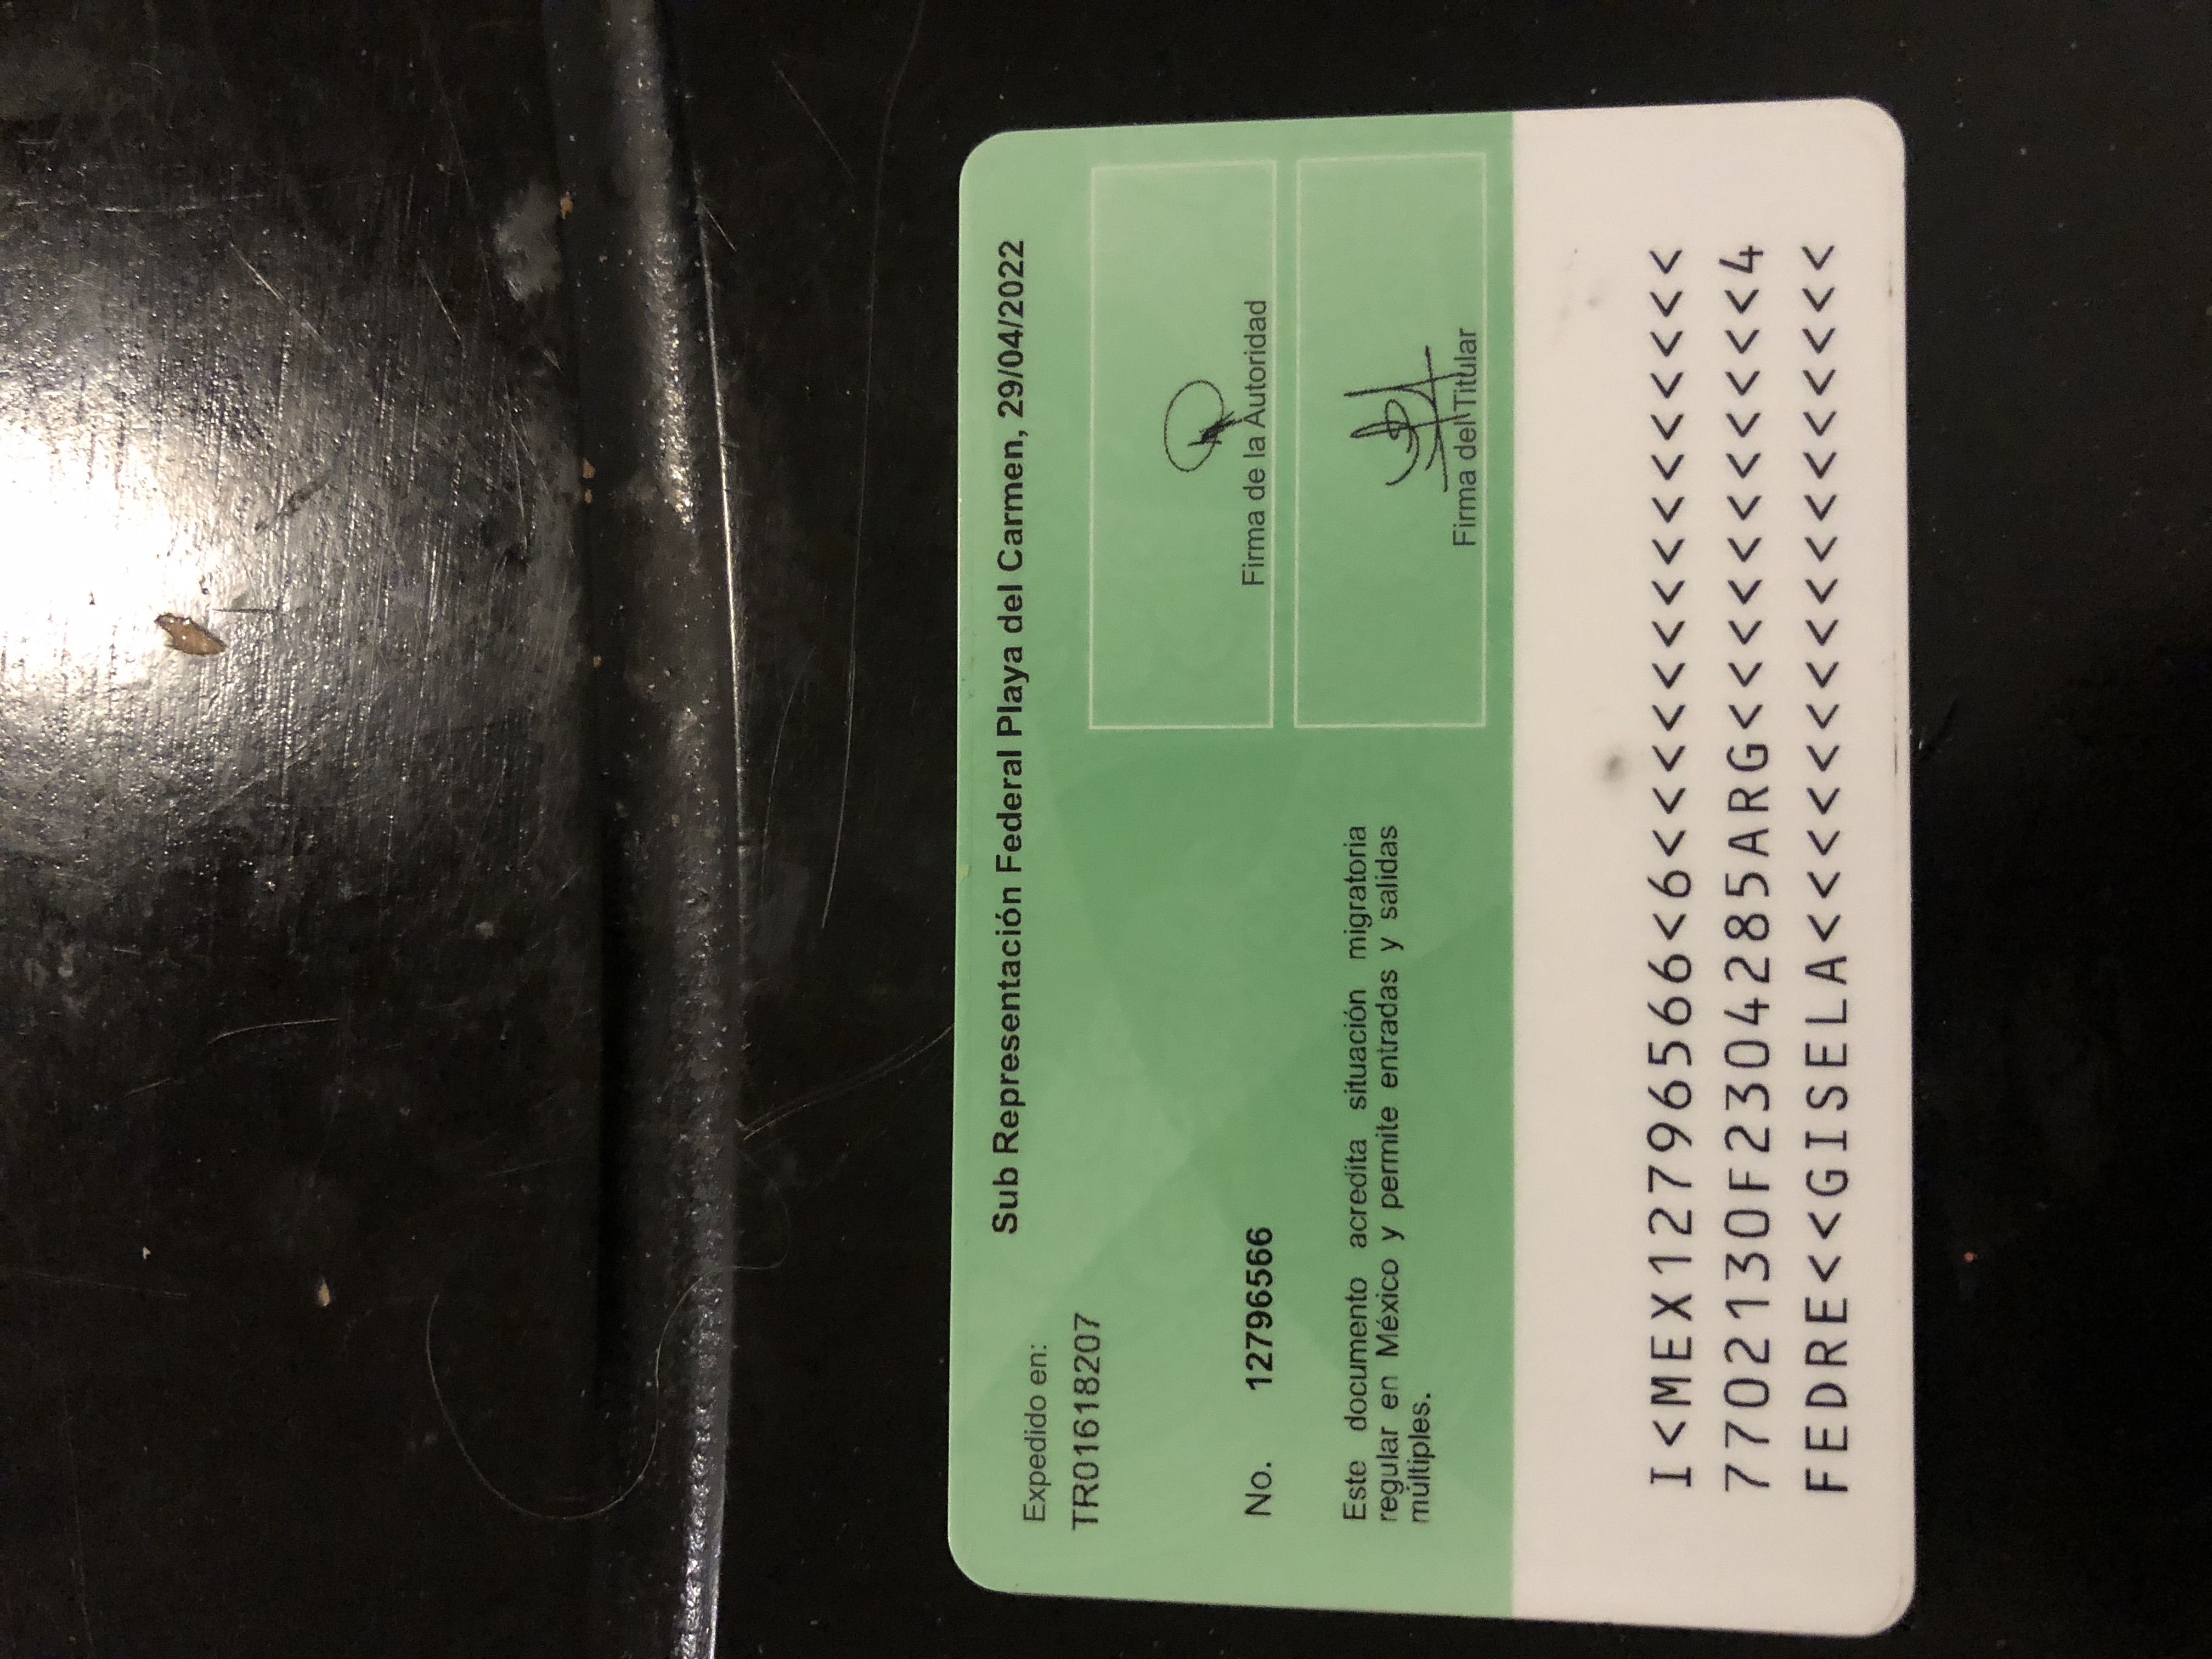 Sub Representación Federal Playa del Carmen, 29/04/2022
Expedido en:
TR01618207
No. 12796566
Firma de la Autoridad
Este documento acredita situación migratoria
regular en México y permite entradas y salidas
múltiples.
Firma del Titular
I<MEX12796566<6<<<<<<<<<<<<<<<
7702130F2304285ARG<<<<<<<<<<<4
FEDRE<<GISELA<<<<<<<<<<<<<<<<<